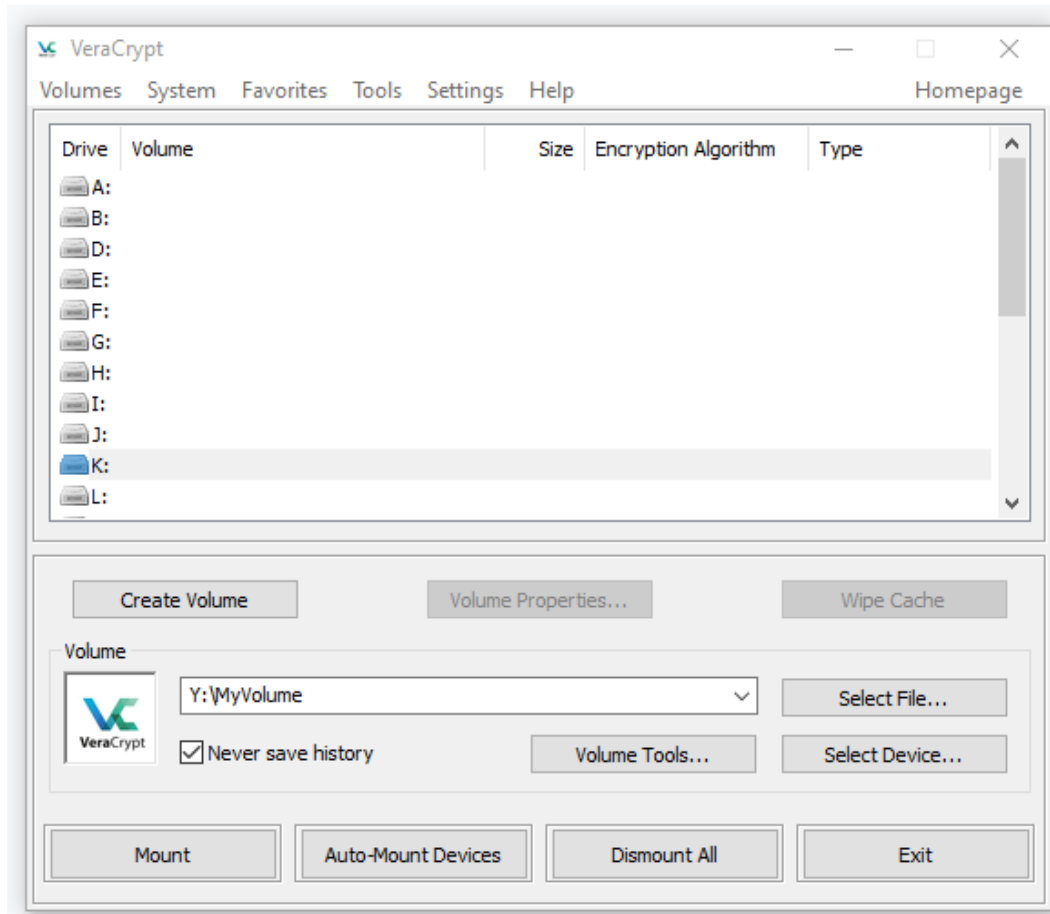 VeraCrypt
Volumes System Favorites Tools Settings Help Homepage
Drive Volume Size Encryption Algorithm Type
A:
B:
D:
E:
F:
G:
H:
I:
J:
K:
L:
Create Volume Volume Properties... Wipe Cache
Volume
Y:\MyVolume Select File...
VeraCrypt
Never save history Volume Tools... Select Device...
Mount Auto-Mount Devices Dismount All Exit